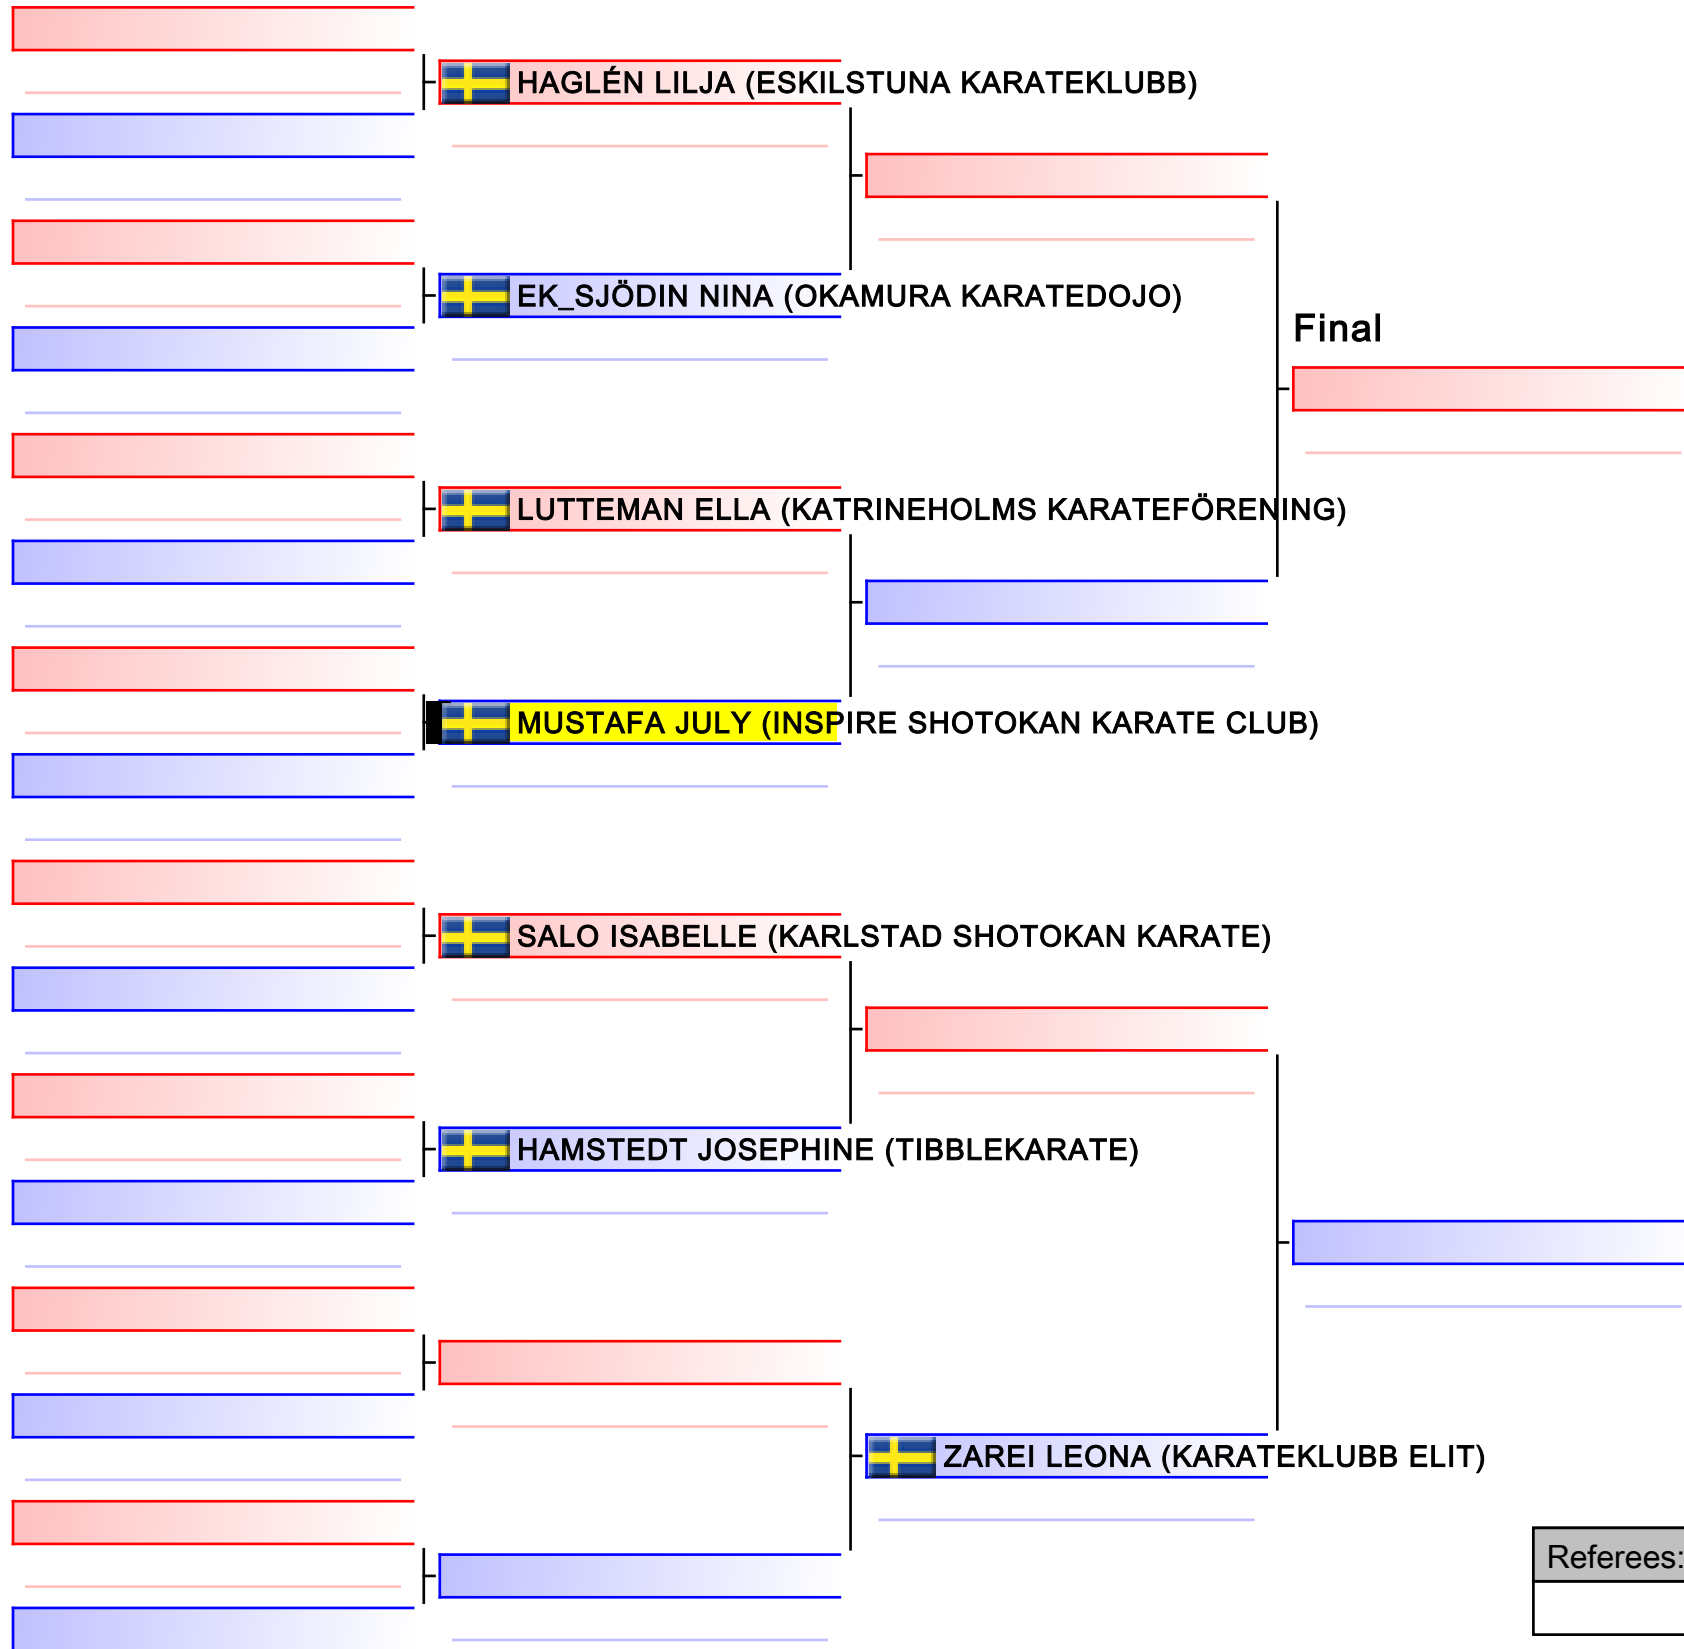 HAGLÉN LILJA (ESKILSTUNA KARATEKLUBB)
EK_SJÖDIN NINA (OKAMURA KARATEDOJO)
Final
LUTTEMAN ELLA (KATRINEHOLMS KARATEFÖRENING)
MUSTAFA JULY (INSPIRE SHOTOKAN KARATE CLUB)
SALO ISABELLE (KARLSTAD SHOTOKAN KARATE)
HAMSTEDT JOSEPHINE (TIBBLEKARATE)
ZAREI LEONA (KARATEKLUBB ELIT)
Referees: